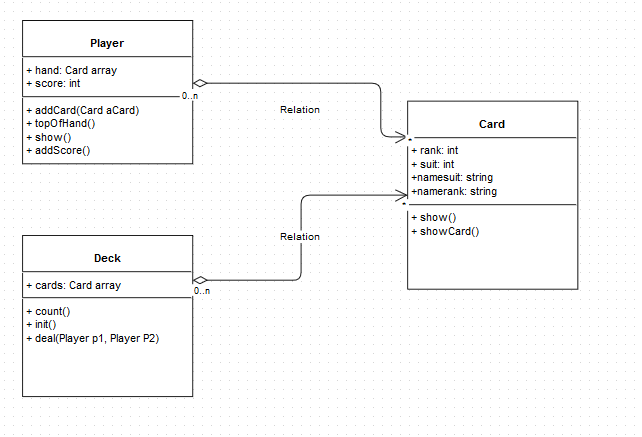 Player
+ hand: Card array
+ score: int
0..n
+ addCard(Card aCard)
+ topOfHand()
+ show()
+ addScore()
Relation
Card
*
+ rank: int
+ suit: int
+namesuit: string
+namerank: string
*
+ show()
+ showCard()
Relation
Deck
+ cards: Card array
0..n
+ count()
+ init()
+ deal(Player p1, Player P2)